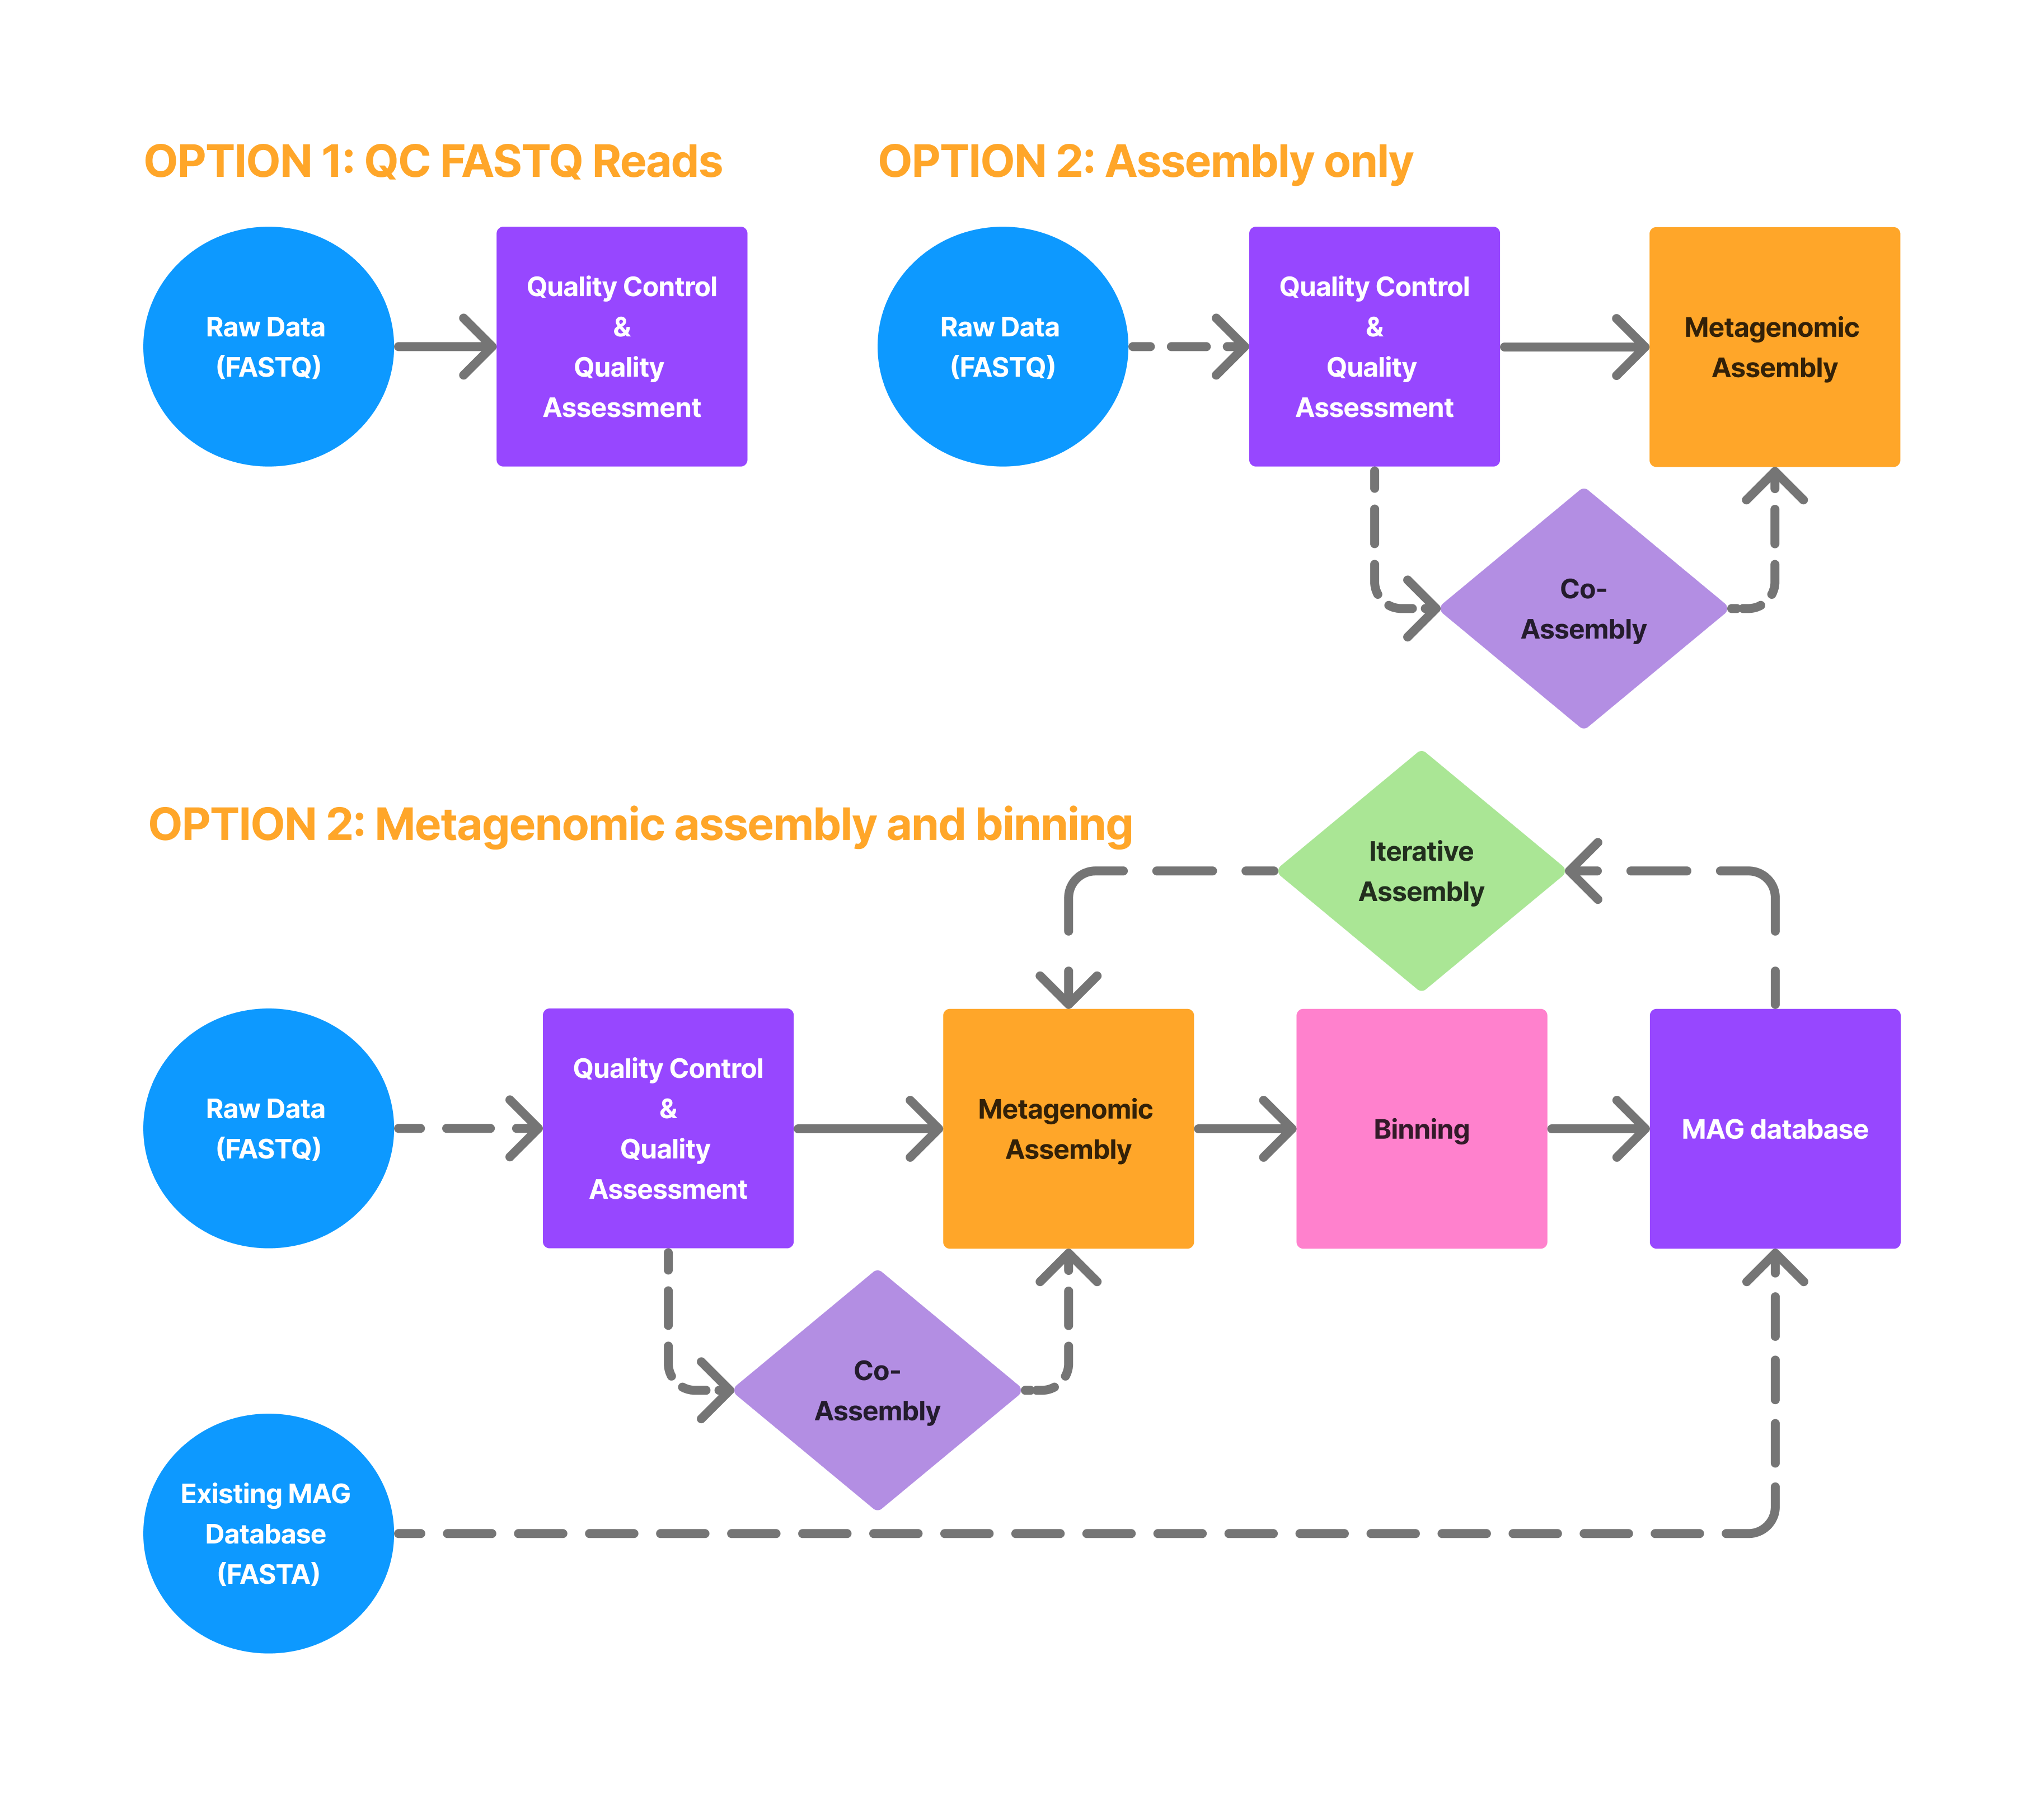 OPTION 1: QC FASTQ Reads
Raw Data
(FASTQ)
Quality Control
&
Quality
Assessment
OPTION 2: Assembly only
Raw Data
(FASTQ)
Quality Control
&
Quality
Assessment
Metagenomic
Assembly
Co-
Assembly
OPTION 2: Metagenomic assembly and binning
Iterative
Assembly
Raw Data
(FASTQ)
Quality Control
&
Quality
Assessment
Metagenomic
Assembly
Binning
MAG database
Co-
Assembly
Existing MAG
Database
(FASTA)